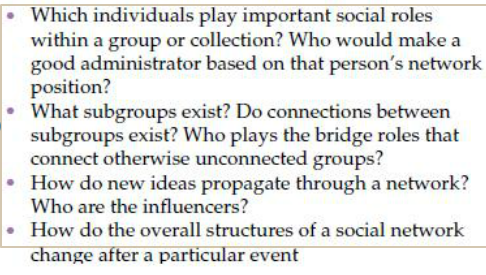 • Which individuals play important social roles
within a group or collection? Who would make a
good administrator based on that person's network
position?
• What subgroups exist? Do connections between
subgroups exist? Who plays the bridge roles that
connect otherwise unconnected groups?
• How do new ideas propagate through a network?
Who are the influencers?
• How do the overall structures of a social network
change after a particular event